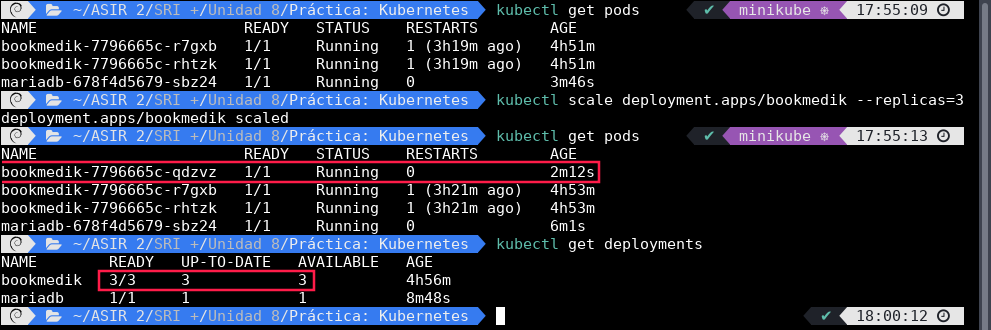 ~/ASIR 2/SRI +/Unidad 8/Práctica: Kubernetes kubectl get pods ✔ minikube ⎈ 17:55:09
NAME READY STATUS RESTARTS AGE
bookmedik-7796665c-r7gxb 1/1 Running 1 (3h19m ago) 4h51m
bookmedik-7796665c-rhtzk 1/1 Running 1 (3h19m ago) 4h51m
mariadb-678f4d5679-sbz24 1/1 Running 0 3m46s
~/ASIR 2/SRI +/Unidad 8/Práctica: Kubernetes kubectl scale deployment.apps/bookmedik --replicas=3
deployment.apps/bookmedik scaled
~/ASIR 2/SRI +/Unidad 8/Práctica: Kubernetes kubectl get pods ✔ minikube ⎈ 17:55:13
NAME READY STATUS RESTARTS AGE
bookmedik-7796665c-qdzvz 1/1 Running 0 2m12s
bookmedik-7796665c-r7gxb 1/1 Running 1 (3h21m ago) 4h53m
bookmedik-7796665c-rhtzk 1/1 Running 1 (3h21m ago) 4h53m
mariadb-678f4d5679-sbz24 1/1 Running 0 6m1s
~/ASIR 2/SRI +/Unidad 8/Práctica: Kubernetes kubectl get deployments
NAME READY UP-TO-DATE AVAILABLE AGE
bookmedik 3/3 3 3 4h56m
mariadb 1/1 1 1 8m48s
~/ASIR 2/SRI +/Unidad 8/Práctica: Kubernetes ✔ 18:00:12